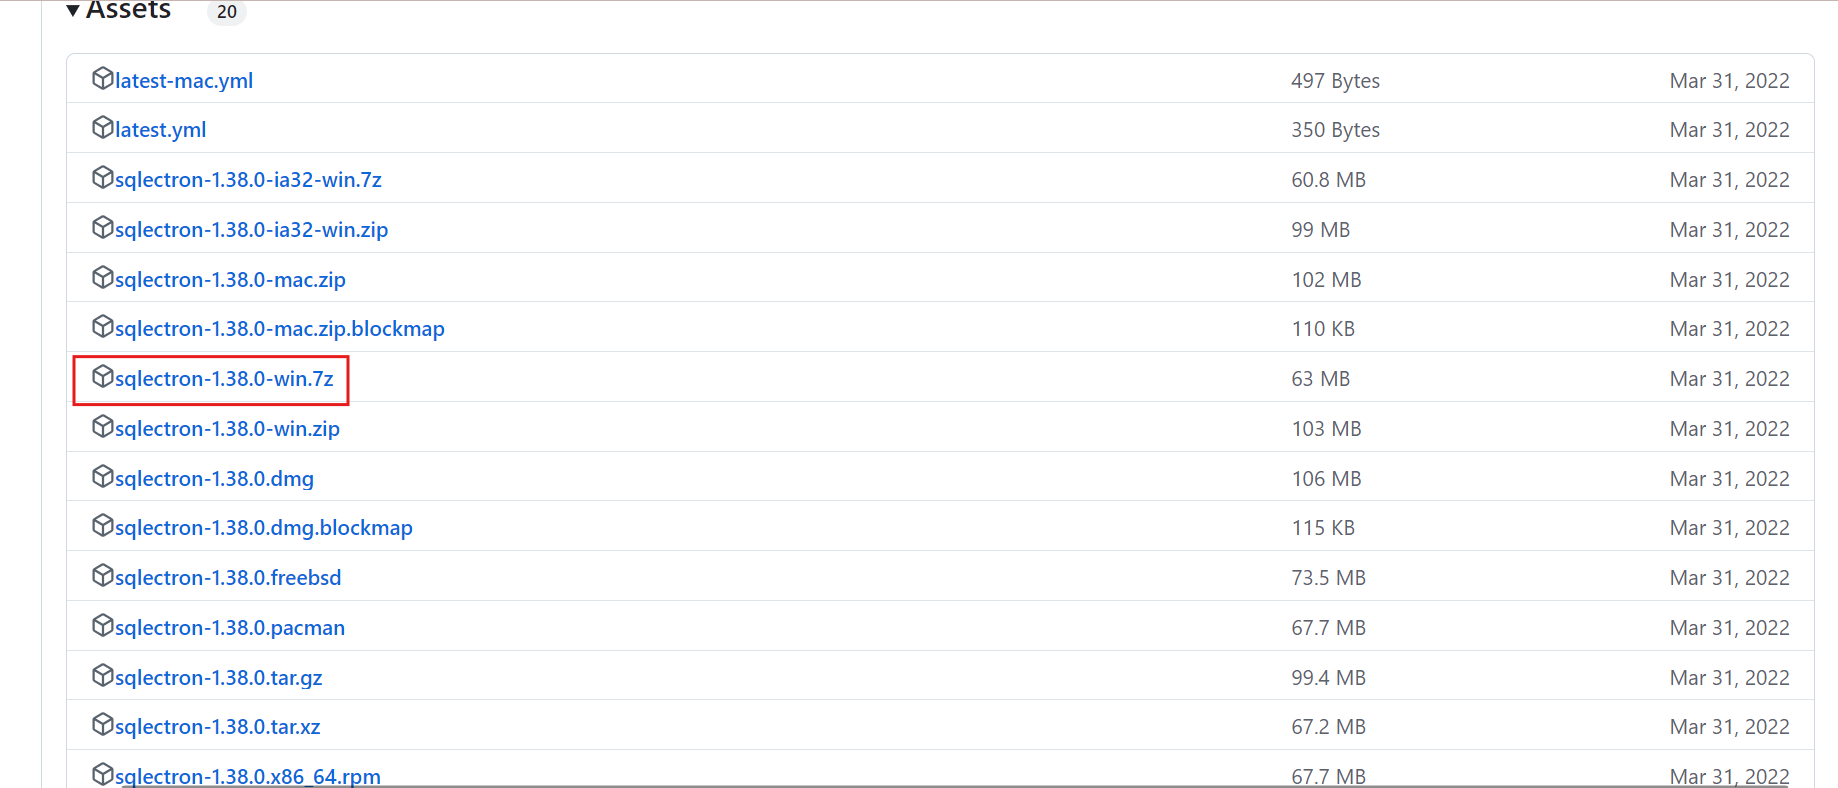 Assets 20
latest-mac.yml 497 Bytes Mar 31, 2022
latest.yml 350 Bytes Mar 31, 2022
sqlectron-1.38.0-ia32-win.7z 60.8 MB Mar 31, 2022
sqlectron-1.38.0-ia32-win.zip 99 MB Mar 31, 2022
sqlectron-1.38.0-mac.zip 102 MB Mar 31, 2022
sqlectron-1.38.0-mac.zip.blockmap 110 KB Mar 31, 2022
sqlectron-1.38.0-win.7z 63 MB Mar 31, 2022
sqlectron-1.38.0-win.zip 103 MB Mar 31, 2022
sqlectron-1.38.0.dmg 106 MB Mar 31, 2022
sqlectron-1.38.0.dmg.blockmap 115 KB Mar 31, 2022
sqlectron-1.38.0.freebsd 73.5 MB Mar 31, 2022
sqlectron-1.38.0.pacman 67.7 MB Mar 31, 2022
sqlectron-1.38.0.tar.gz 99.4 MB Mar 31, 2022
sqlectron-1.38.0.tar.xz 67.2 MB Mar 31, 2022
sqlectron-1.38.0.x86_64.rpm 67.7 MB Mar 31, 2022